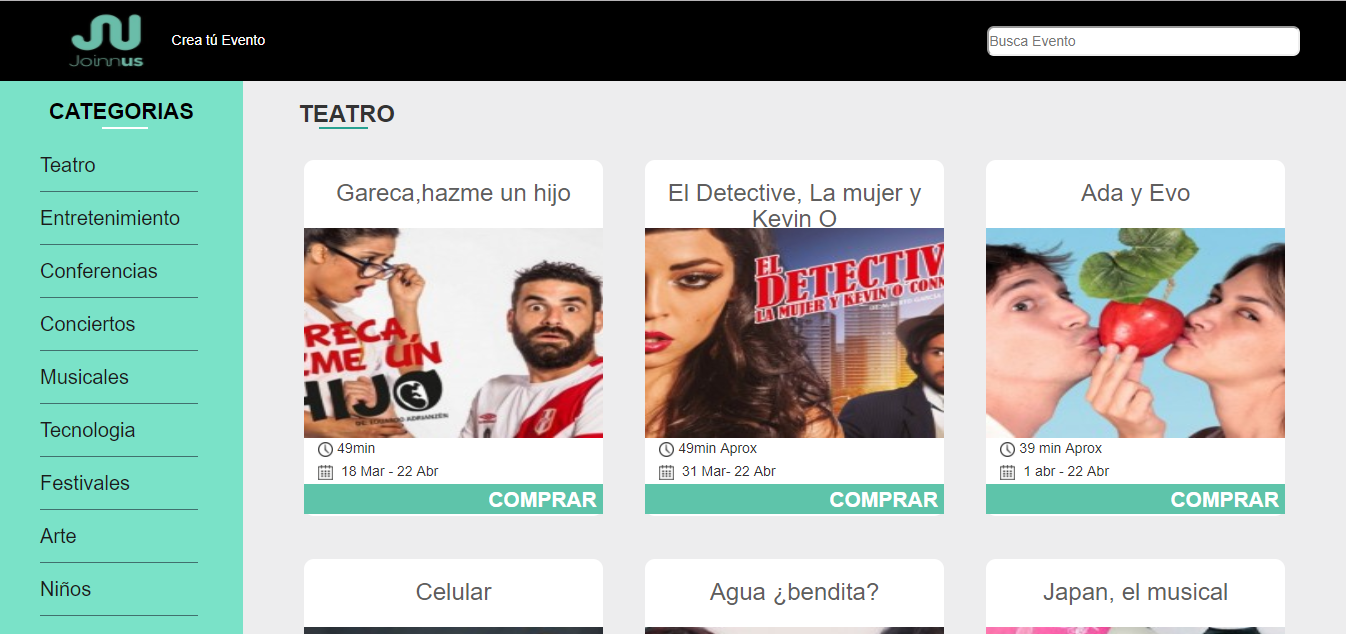 Joinnus
Crea tú Evento
Busca Evento
CATEGORIAS
Teatro
Entretenimiento
Conferencias
Conciertos
Musicales
Tecnologia
Festivales
Arte
Niños
TEATRO
Gareca,hazme un hijo
RECA,
ZME UN
HIJO
DE: EDUARDO ADRIANZÉN
49min
18 Mar - 22 Abr
COMPRAR
El Detective, La mujer y
Kevin O
EL
DETECTIV
LA MUJER Y KEVIN O'CONN
49min Aprox
31 Mar- 22 Abr
COMPRAR
Ada y Evo
39 min Aprox
1 abr - 22 Abr
COMPRAR
Celular
Agua ¿bendita?
Japan, el musical